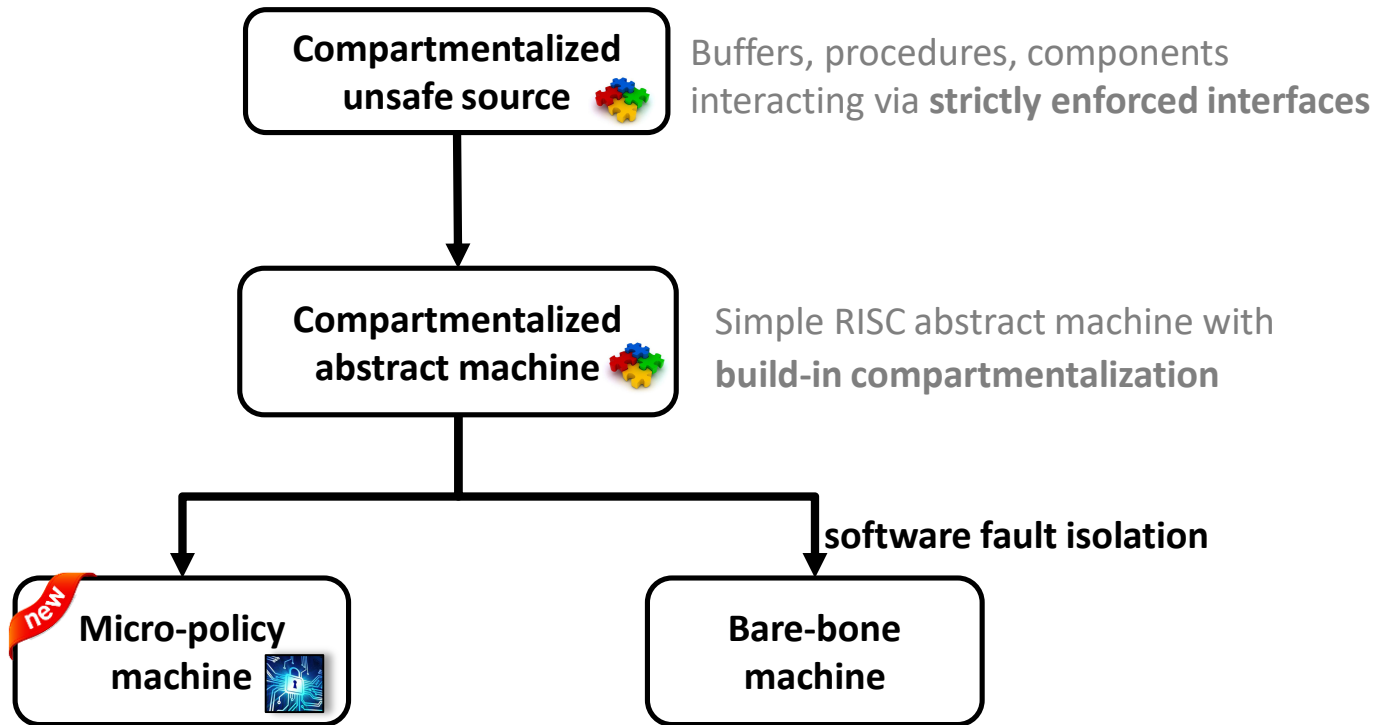 Compartmentalized
unsafe source
Buffers, procedures, components
interacting via strictly enforced interfaces
Compartmentalized
abstract machine
Simple RISC abstract machine with
build-in compartmentalization
software fault isolation
new
Micro-policy
machine
Bare-bone
machine